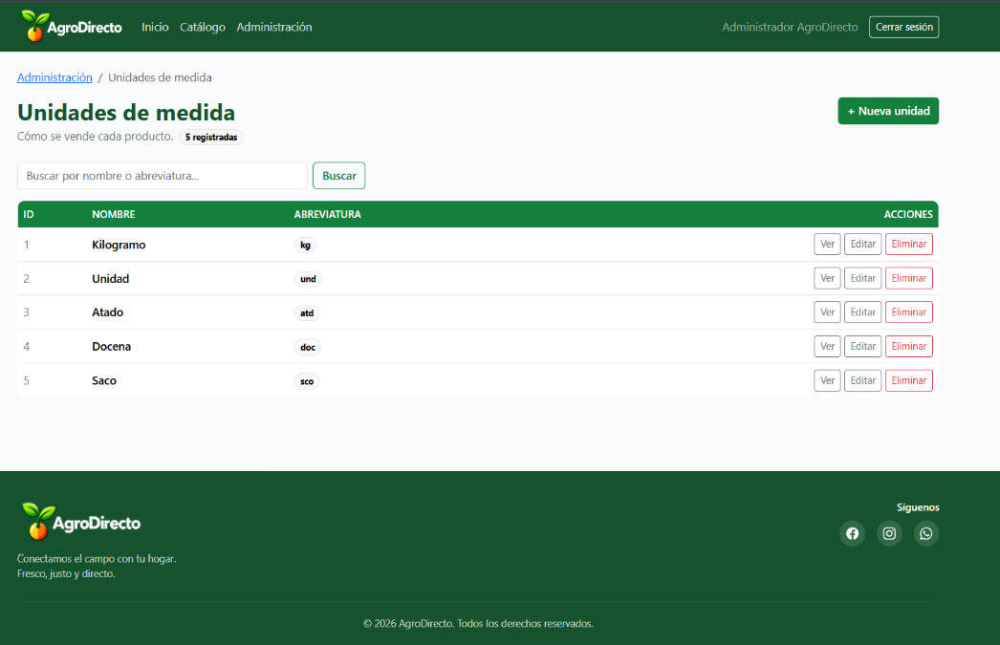 AgroDirecto Inicio Catálogo Administración Administrador AgroDirecto Cerrar sesión
Administración / Unidades de medida
Unidades de medida
+ Nueva unidad
Cómo se vende cada producto. 5 registradas
Buscar por nombre o abreviatura... Buscar
ID NOMBRE ABREVIATURA ACCIONES
1 Kilogramo kg Ver Editar Eliminar
2 Unidad und Ver Editar Eliminar
3 Atado atd Ver Editar Eliminar
4 Docena doc Ver Editar Eliminar
5 Saco sco Ver Editar Eliminar
AgroDirecto
Síguenos
Conectamos el campo con tu hogar.
Fresco, justo y directo.
© 2026 AgroDirecto. Todos los derechos reservados.